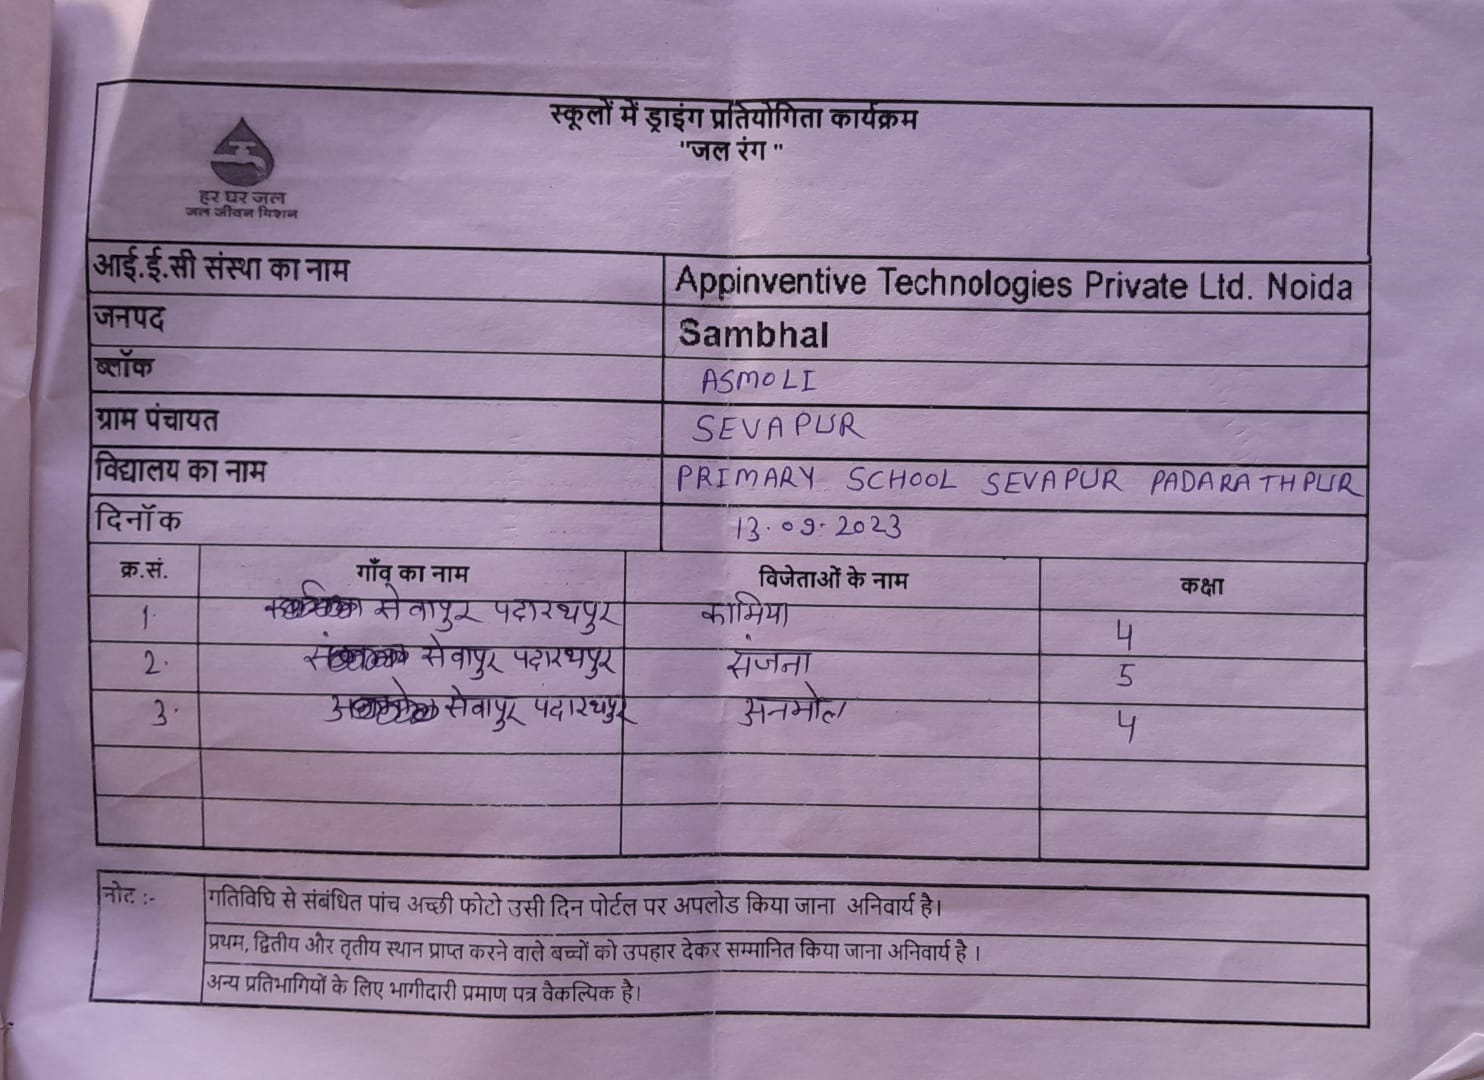 स्कूलों में ड्राइंग प्रतियोगिता कार्यक्रम
"जल रंग "
हर घर जल
जल जीवन मिशन
आई.ई.सी संस्था का नाम Appinventive Technologies Private Ltd. Noida
जनपद Sambhal
ब्लॉक ASMOLI
ग्राम पंचायत SEVAPUR
विद्यालय का नाम PRIMARY SCHOOL SEVAPUR PADARATHPUR
दिनॉक 13.09.2023
क्र.सं. गाँव का नाम विजेताओं के नाम कक्षा
1. सेवापुर पदारथपुर कामिया 4
2. सेवापुर पदारथपुर संजना 5
3. सेवापुर पदारथपुर अनमोल 4
नोट :- गतिविधि से संबंधित पांच अच्छी फोटो उसी दिन पोर्टल पर अपलोड किया जाना अनिवार्य है।
प्रथम, द्वितीय और तृतीय स्थान प्राप्त करने वाले बच्चों को उपहार देकर सम्मानित किया जाना अनिवार्य है ।
अन्य प्रतिभागियों के लिए भागीदारी प्रमाण पत्र वैकल्पिक है।